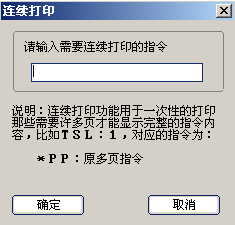 连续打印
请输入需要连续打印的指令
说明：连续打印功能用于一次性的打印
那些需要许多页才能显示完整的指令内
容，比如ＴＳＬ：１，对应的指令为：
＊ＰＰ：原多页指令
确定
取消